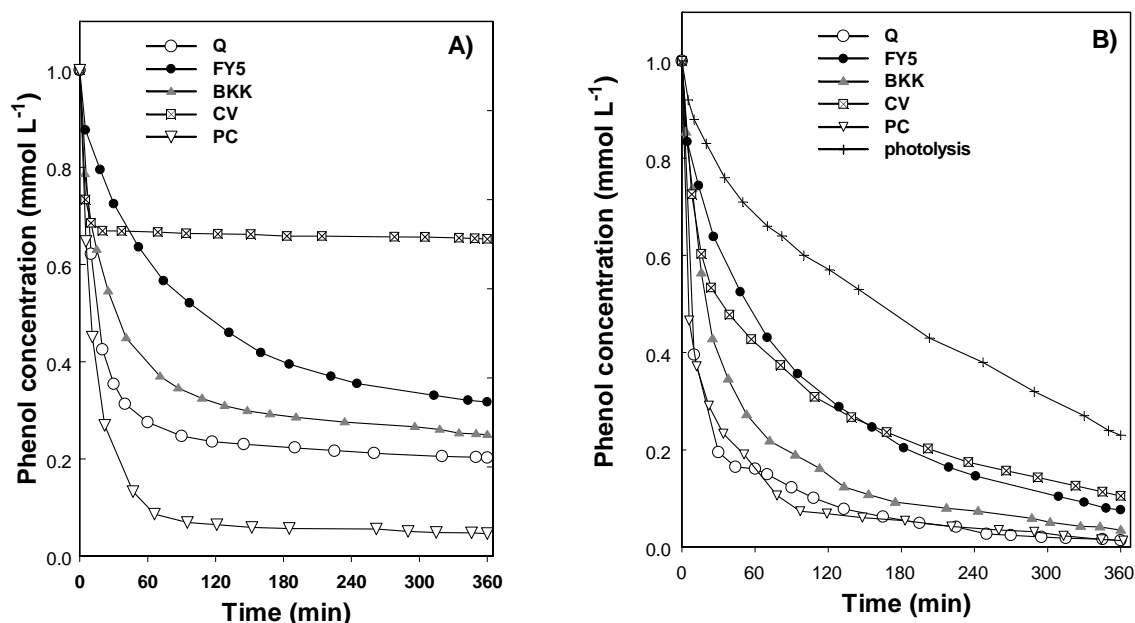 A)
Q
FY5
BKK
CV
PC
1.0
0.8
0.6
0.4
0.2
0.0
Phenol concentration (mmol L-1)
0 60 120 180 240 300 360
Time (min)
B)
Q
FY5
BKK
CV
PC
photolysis
1.0
0.8
0.6
0.4
0.2
0.0
Phenol concentration (mmol L-1)
0 60 120 180 240 300 360
Time (min)